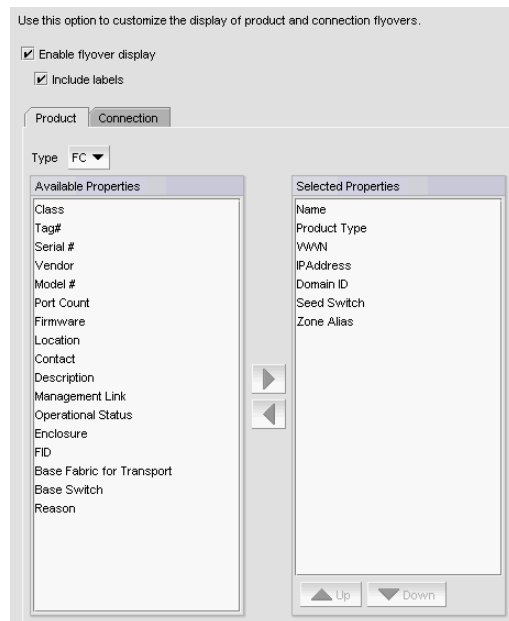 Use this option to customize the display of product and connection flyovers.
Enable flyover display
Include labels
Product Connection
Type FC
Available Properties
Class
Tag#
Serial #
Vendor
Model #
Port Count
Firmware
Location
Contact
Description
Management Link
Operational Status
Enclosure
FID
Base Fabric for Transport
Base Switch
Reason
Selected Properties
Name
Product Type
WWN
IPAddress
Domain ID
Seed Switch
Zone Alias
Up Down